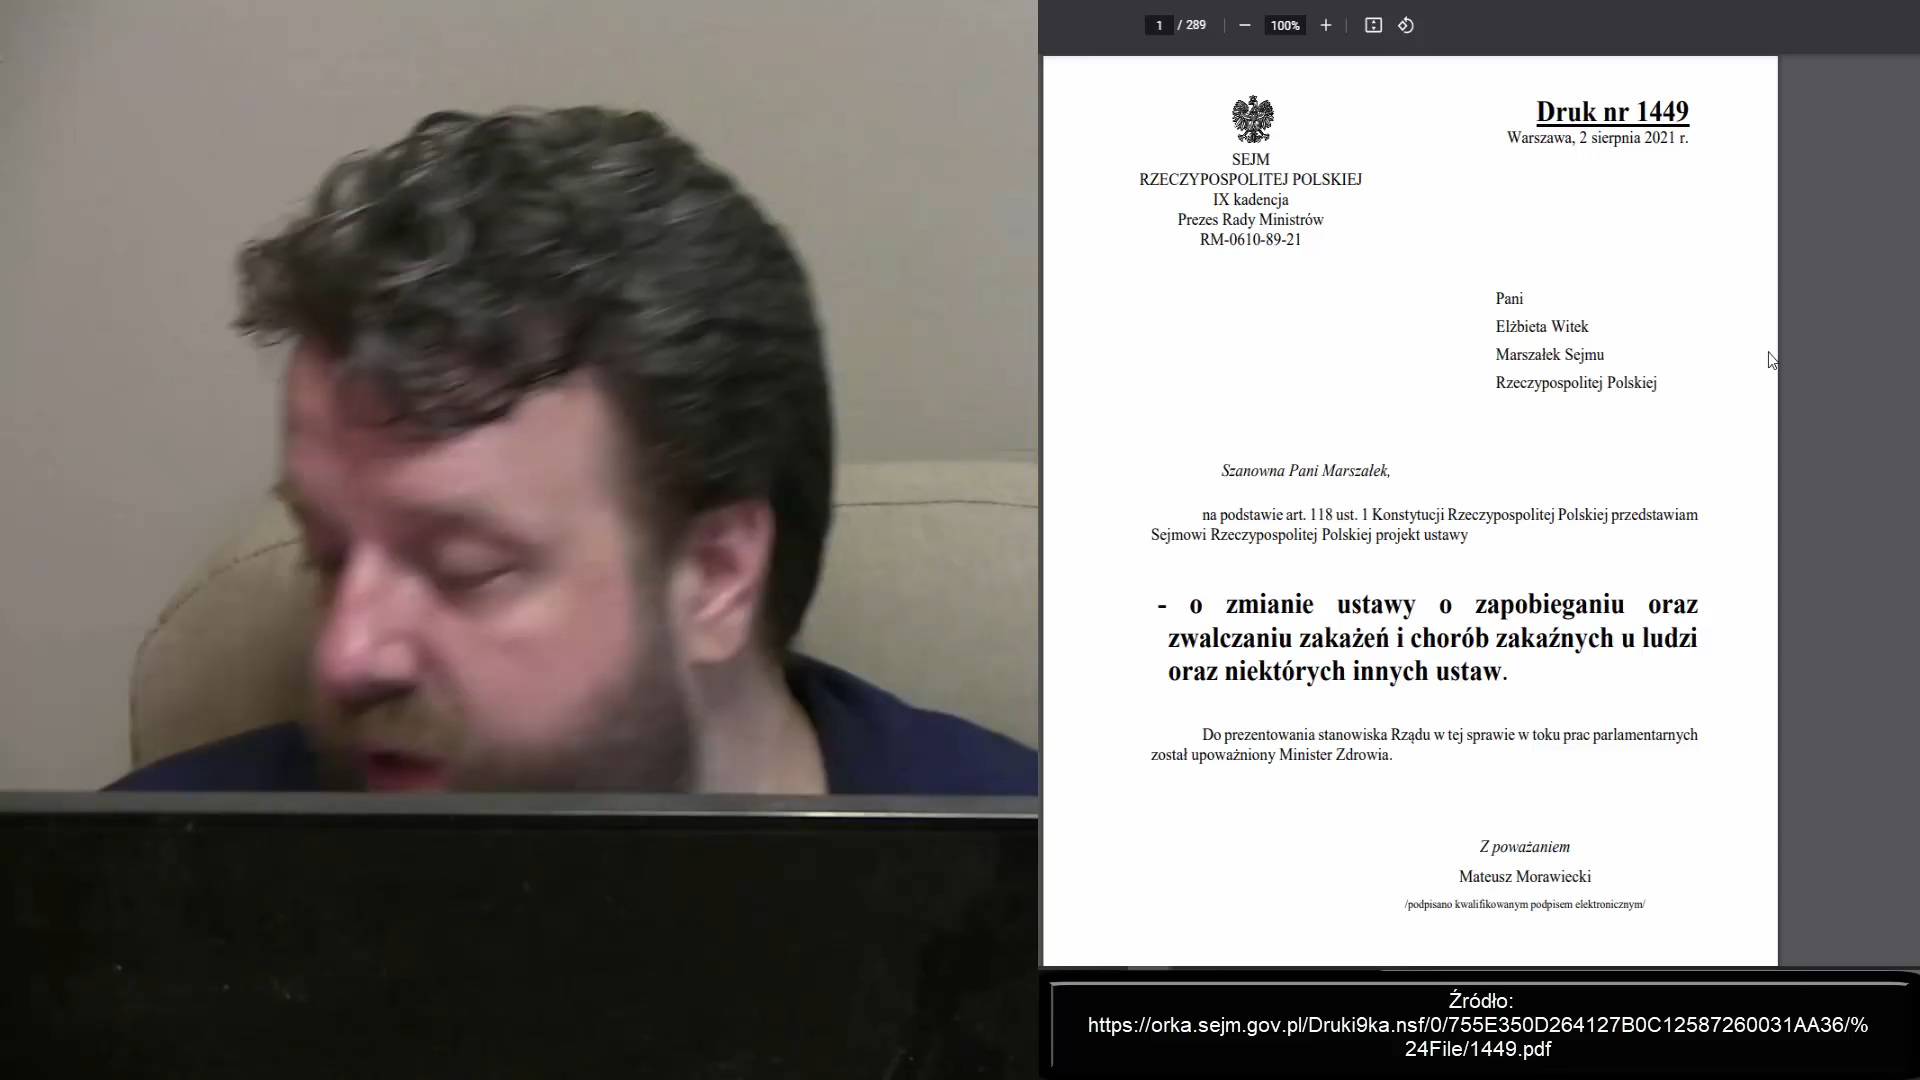 1 / 289
100%
Druk nr 1449
Warszawa, 2 sierpnia 2021 r.
SEJM
RZECZYPOSPOLITEJ POLSKIEJ
IX kadencja
Prezes Rady Ministrów
RM-0610-89-21
Pani
Elżbieta Witek
Marszałek Sejmu
Rzeczypospolitej Polskiej
Szanowna Pani Marszałek,
na podstawie art. 118 ust. 1 Konstytucji Rzeczypospolitej Polskiej przedstawiam
Sejmowi Rzeczypospolitej Polskiej projekt ustawy
- o zmianie ustawy o zapobieganiu oraz
zwalczaniu zakażeń i chorób zakaźnych u ludzi
oraz niektórych innych ustaw.
Do prezentowania stanowiska Rządu w tej sprawie w toku prac parlamentarnych
został upoważniony Minister Zdrowia.
Z poważaniem
Mateusz Morawiecki
/podpisano kwalifikowanym podpisem elektronicznym/
Źródło:
https://orka.sejm.gov.pl/Druki9ka.nsf/0/755E350D264127B0C12587260031AA36/%
24File/1449.pdf